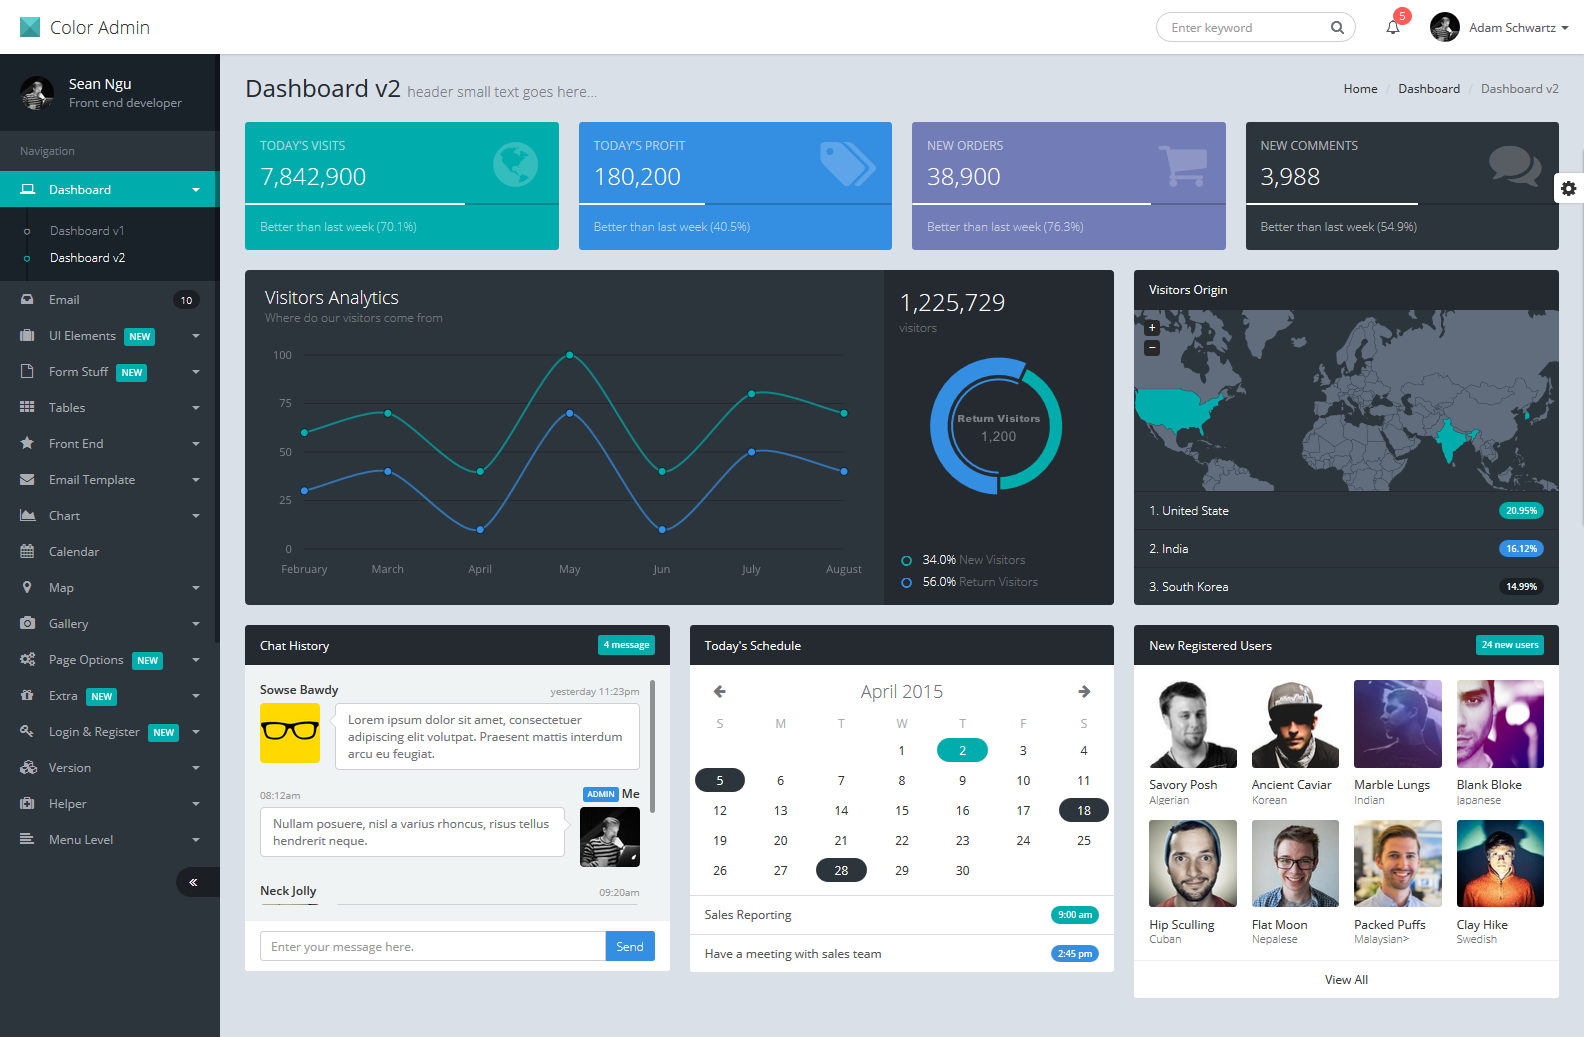 Color Admin
Enter keyword
5
Adam Schwartz
Sean Ngu
Front end developer
Navigation
Dashboard
Dashboard v1
Dashboard v2
Email 10
UI Elements NEW
Form Stuff NEW
Tables
Front End
Email Template
Chart
Calendar
Map
Gallery
Page Options NEW
Extra NEW
Login & Register NEW
Version
Helper
Menu Level
Dashboard v2 header small text goes here...
Home / Dashboard / Dashboard v2
TODAY'S VISITS
7,842,900
Better than last week (70.1%)
TODAY'S PROFIT
180,200
Better than last week (40.5%)
NEW ORDERS
38,900
Better than last week (76.3%)
NEW COMMENTS
3,988
Better than last week (54.9%)
Visitors Analytics
Where do our visitors come from
100
75
50
25
0
February March April May Jun July August
1,225,729
visitors
Return Visitors
1,200
34.0% New Visitors
56.0% Return Visitors
Visitors Origin
+
−
1. United State 20.95%
2. India 16.12%
3. South Korea 14.99%
Chat History 4 message
Sowse Bawdy yesterday 11:23pm
Lorem ipsum dolor sit amet, consectetuer
adipiscing elit volutpat. Praesent mattis interdum
arcu eu feugiat.
08:12am ADMIN Me
Nullam posuere, nisl a varius rhoncus, risus tellus
hendrerit neque.
Neck Jolly 09:20am
Enter your message here. Send
Today's Schedule
April 2015
S M T W T F S
1 2 3 4
5 6 7 8 9 10 11
12 13 14 15 16 17 18
19 20 21 22 23 24 25
26 27 28 29 30
Sales Reporting 9:00 am
Have a meeting with sales team 2:45 pm
New Registered Users 24 new users
Savory Posh Ancient Caviar Marble Lungs Blank Bloke
Algerian Korean Indian Japanese
Hip Sculling Flat Moon Packed Puffs Clay Hike
Cuban Nepalese Malaysian> Swedish
View All